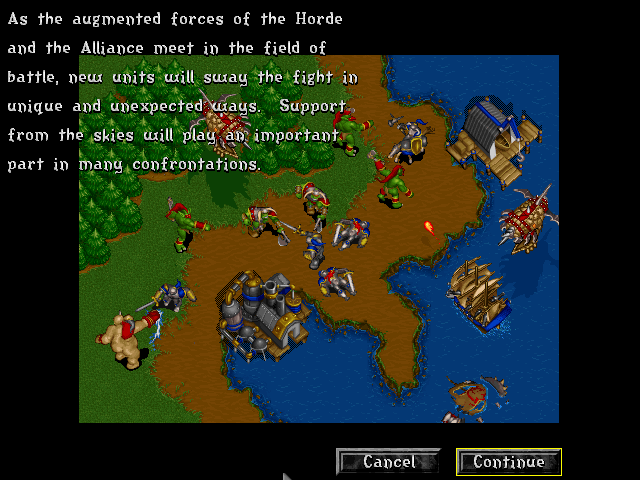 As the augmented forces of the Horde
and the Alliance meet in the field of
battle, new units will sway the fight in
unique and unexpected ways. Support
from the skies will play an important
part in many confrontations.
Cancel
Continue